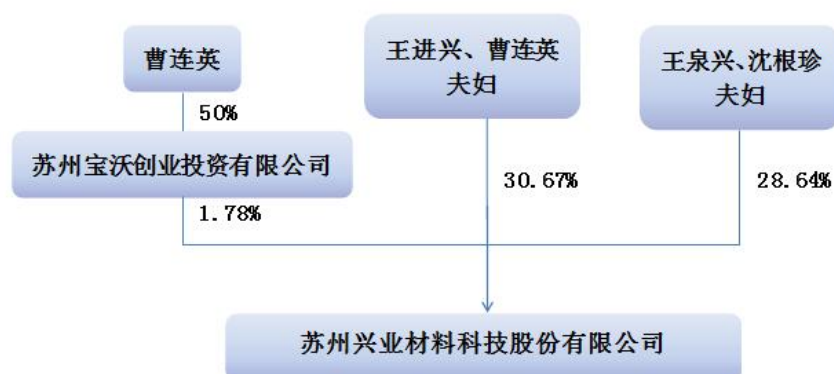 曹连英
50%
苏州宝沃创业投资有限公司
1.78%
王进兴、曹连英
夫妇
30.67%
王泉兴、沈根珍
夫妇
28.64%
苏州兴业材料科技股份有限公司